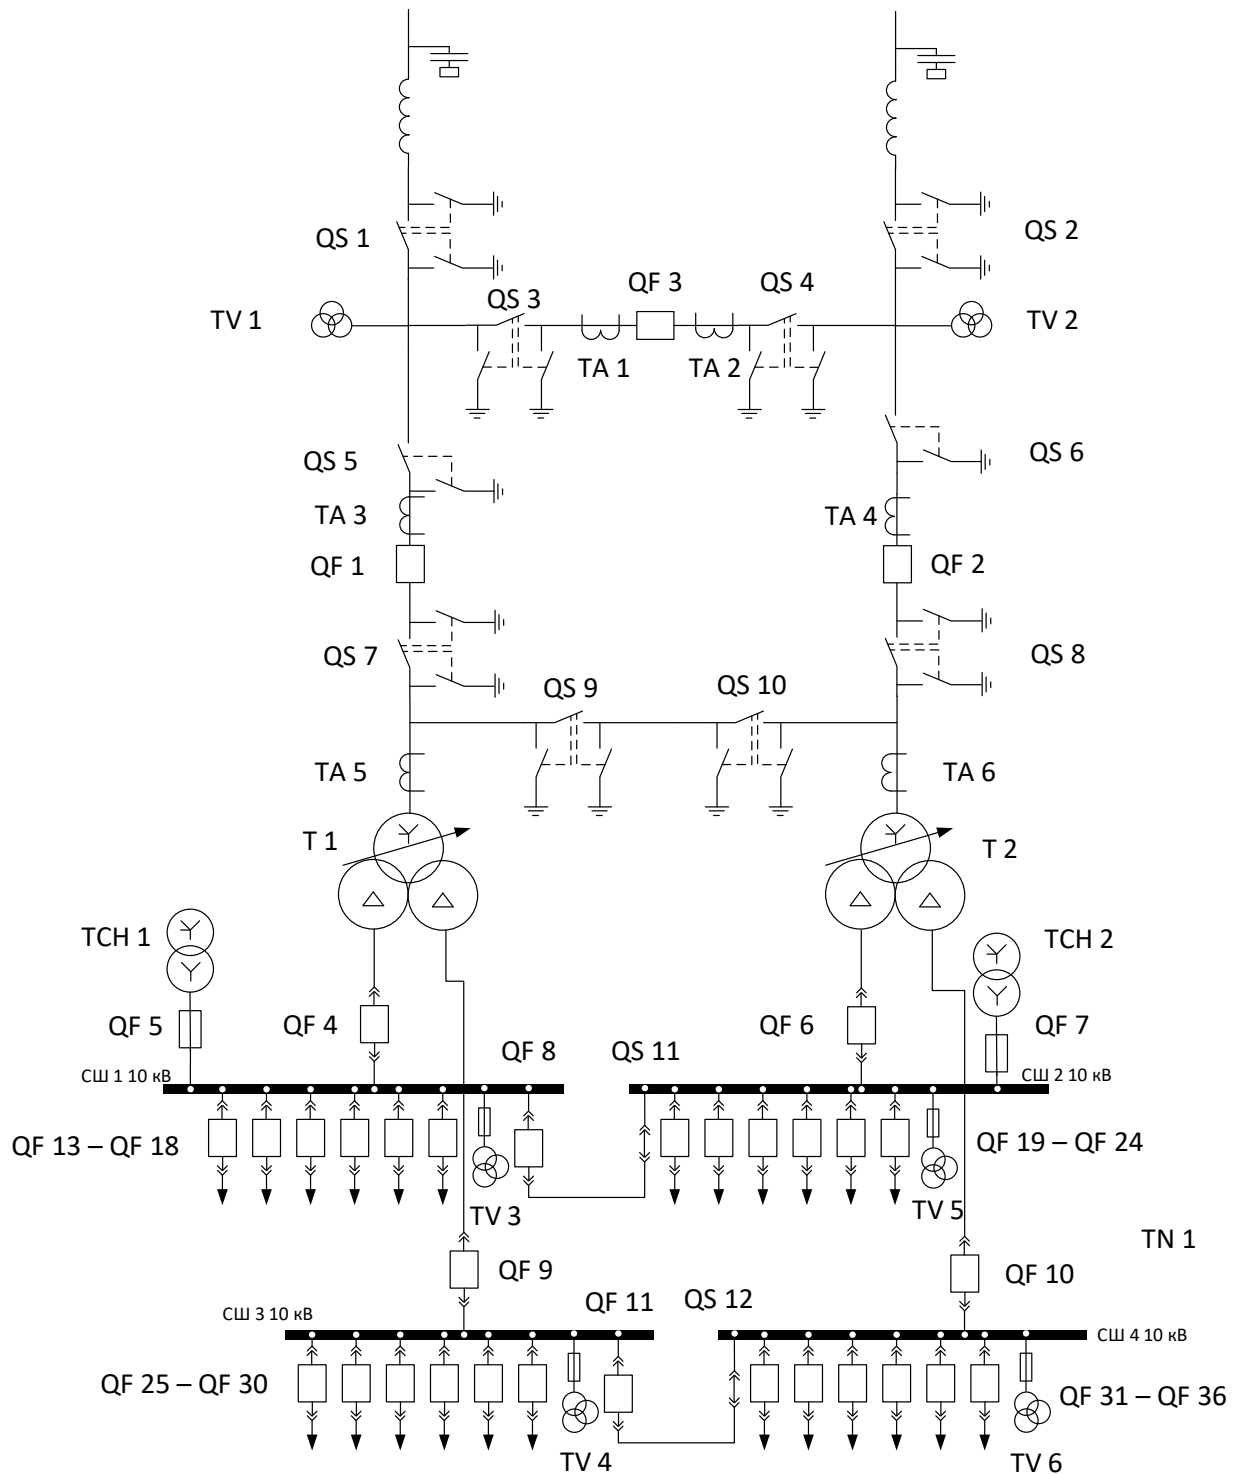 QS 1
QS 2
QS 3
QF 3
QS 4
TV 1
TV 2
TA 1
TA 2
QS 5
QS 6
TA 3
TA 4
QF 1
QF 2
QS 7
QS 8
QS 9
QS 10
TA 5
TA 6
T 1
T 2
TCH 1
TCH 2
QF 5
QF 4
QF 6
QF 7
QF 8
QS 11
СШ 1 10 кВ
СШ 2 10 кВ
QF 13 – QF 18
QF 19 – QF 24
TV 3
TV 5
TN 1
QF 9
QF 10
QF 11
QS 12
СШ 3 10 кВ
СШ 4 10 кВ
QF 25 – QF 30
QF 31 – QF 36
TV 4
TV 6